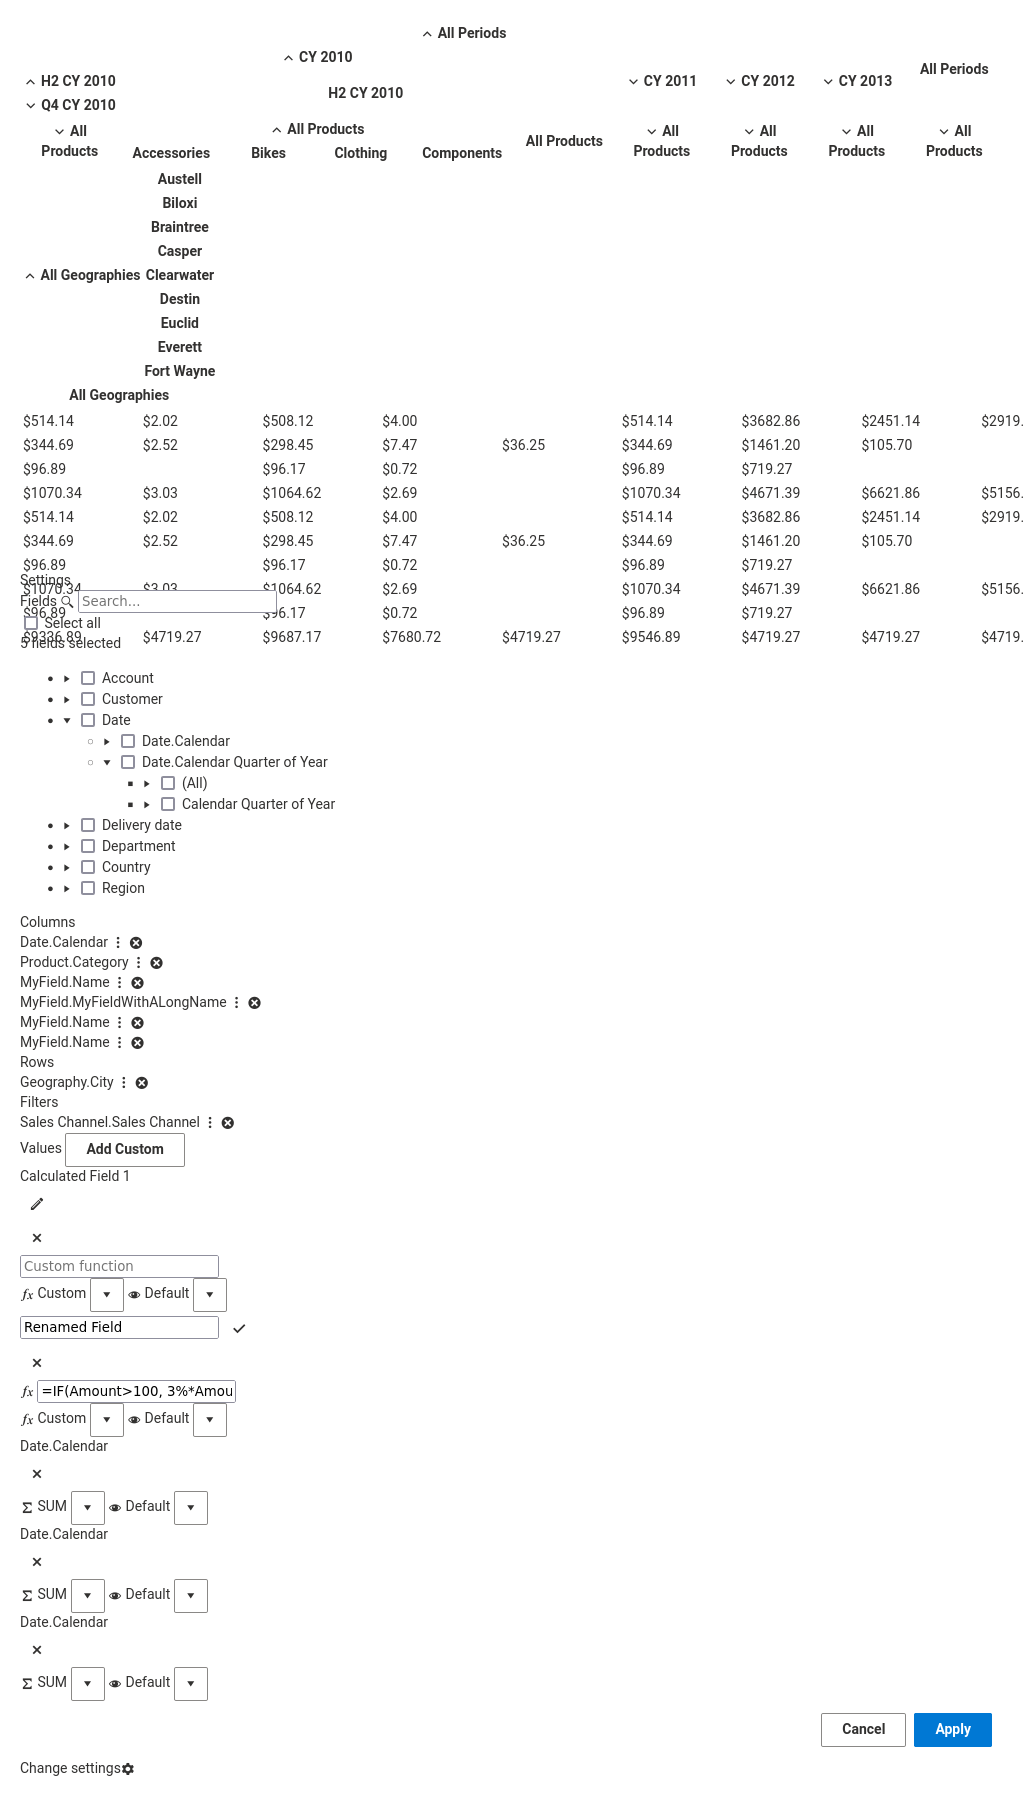 All Periods
CY 2010
All Periods
H2 CY 2010
CY 2011
CY 2012
CY 2013
H2 CY 2010
Q4 CY 2010
All Products
All Products
All Products
All Products
All Products
All Products
All Products
Accessories
Bikes
Clothing
Components
Austell
Biloxi
Braintree
Casper
All Geographies Clearwater
Destin
Euclid
Everett
Fort Wayne
All Geographies
$514.14 $2.02 $508.12 $4.00 $514.14 $3682.86 $2451.14 $2919.
$344.69 $2.52 $298.45 $7.47 $36.25 $344.69 $1461.20 $105.70
$96.89 $96.17 $0.72 $96.89 $719.27
$1070.34 $3.03 $1064.62 $2.69 $1070.34 $4671.39 $6621.86 $5156.
$514.14 $2.02 $508.12 $4.00 $514.14 $3682.86 $2451.14 $2919.
$344.69 $2.52 $298.45 $7.47 $36.25 $344.69 $1461.20 $105.70
$96.89 $96.17 $0.72 $96.89 $719.27
Settings
$1070.34 $3.03 $1064.62 $2.69 $1070.34 $4671.39 $6621.86 $5156.
Fields Search...
$96.89 $96.17 $0.72 $96.89 $719.27
Select all
$9336.89 $4719.27 $9687.17 $7680.72 $4719.27 $9546.89 $4719.27 $4719.27 $4719.
5 fields selected
Account
Customer
Date
Date.Calendar
Date.Calendar Quarter of Year
(All)
Calendar Quarter of Year
Delivery date
Department
Country
Region
Columns
Date.Calendar
Product.Category
MyField.Name
MyField.MyFieldWithALongName
MyField.Name
MyField.Name
Rows
Geography.City
Filters
Sales Channel.Sales Channel
Values Add Custom
Calculated Field 1
Custom function
fx Custom Default
Renamed Field
fx =IF(Amount>100, 3%*Amou
fx Custom Default
Date.Calendar
Σ SUM Default
Date.Calendar
Σ SUM Default
Date.Calendar
Σ SUM Default
Cancel Apply
Change settings